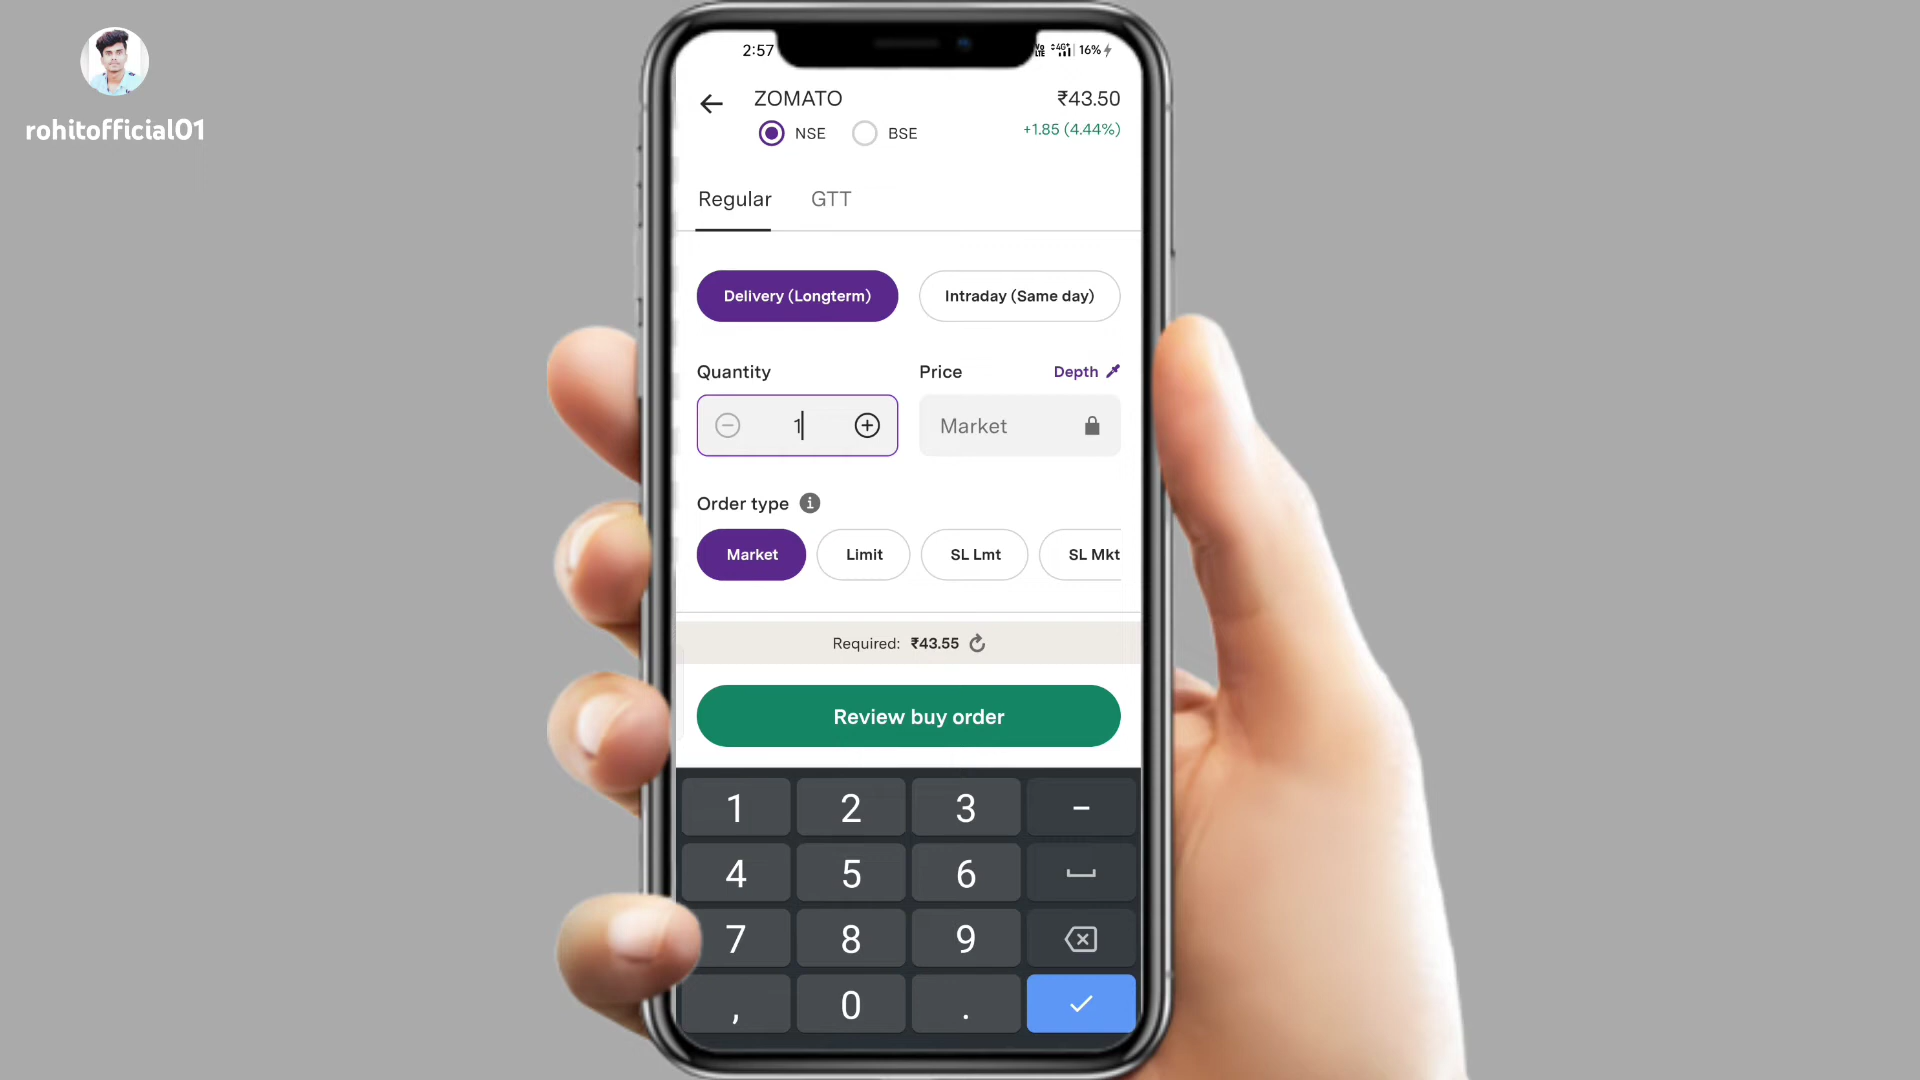 rohitofficial01
2:57
16%
ZOMATO
₹43.50
NSE
BSE
+1.85 (4.44%)
Regular
GTT
Delivery (Longterm)
Intraday (Same day)
Quantity
Price
Depth
1
Market
Order type
Market
Limit
SL Lmt
SL Mkt
Required: ₹43.55
Review buy order
1 2 3 -
4 5 6
7 8 9
, 0 .